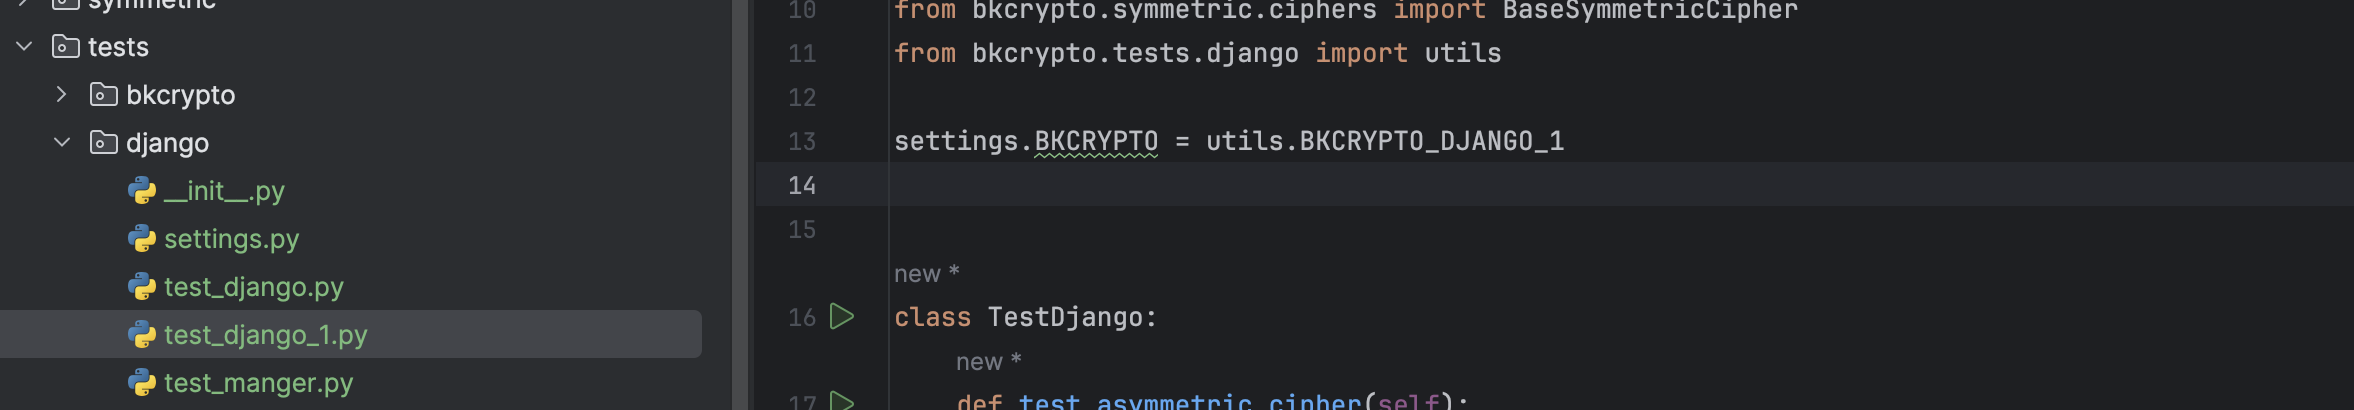 symmetric
tests
bkcrypto
django
__init__.py
settings.py
test_django.py
test_django_1.py
test_manger.py
10 from bkcrypto.symmetric.ciphers import BaseSymmetricCipher
11 from bkcrypto.tests.django import utils
12
13 settings.BKCRYPTO = utils.BKCRYPTO_DJANGO_1
14
15
new *
16 class TestDjango:
new *
17 def test_asymmetric_cipher(self):